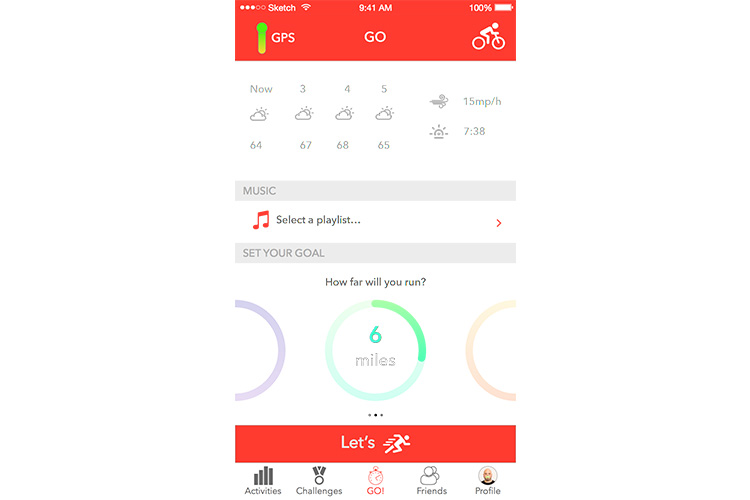 Sketch 9:41 AM 100%
GPS GO
Now 3 4 5
15mp/h
7:38
64 67 68 65
MUSIC
Select a playlist...
SET YOUR GOAL
How far will you run?
6
miles
Let's
Activities Challenges GO! Friends Profile